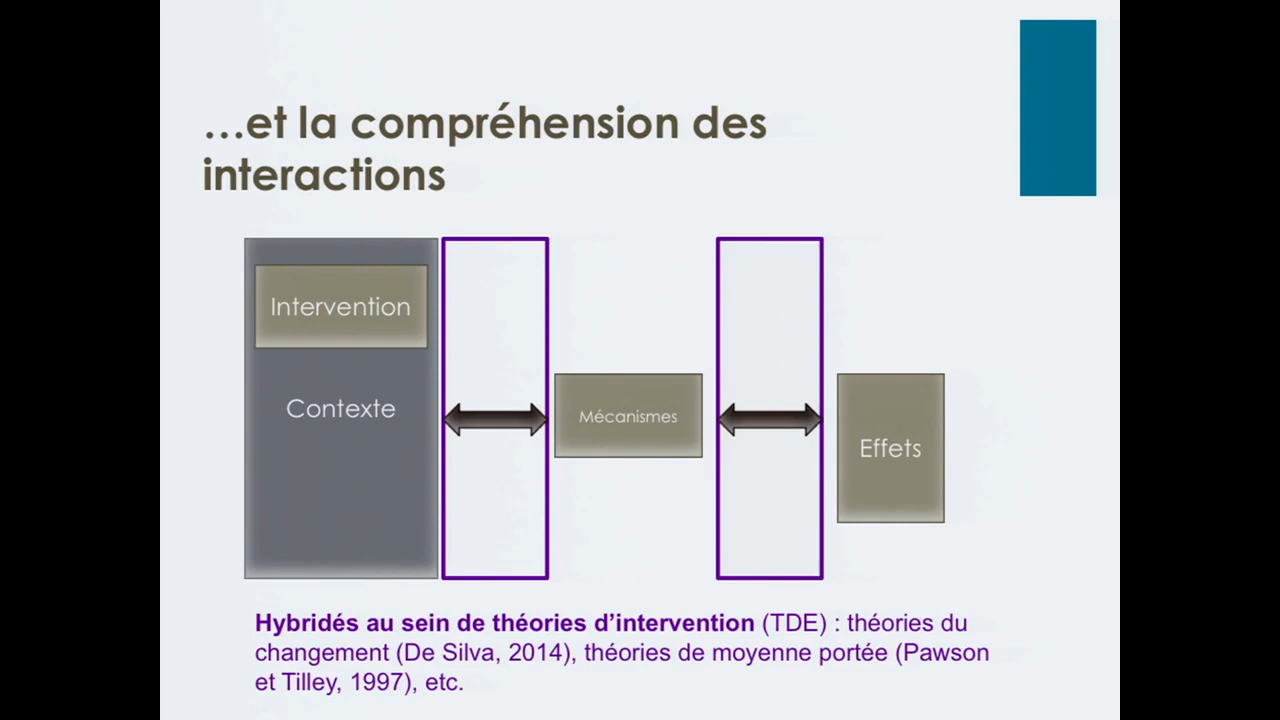 …et la compréhension des
interactions
Intervention
Contexte
Mécanismes
Effets
Hybridés au sein de théories d’intervention (TDE) : théories du
changement (De Silva, 2014), théories de moyenne portée (Pawson
et Tilley, 1997), etc.